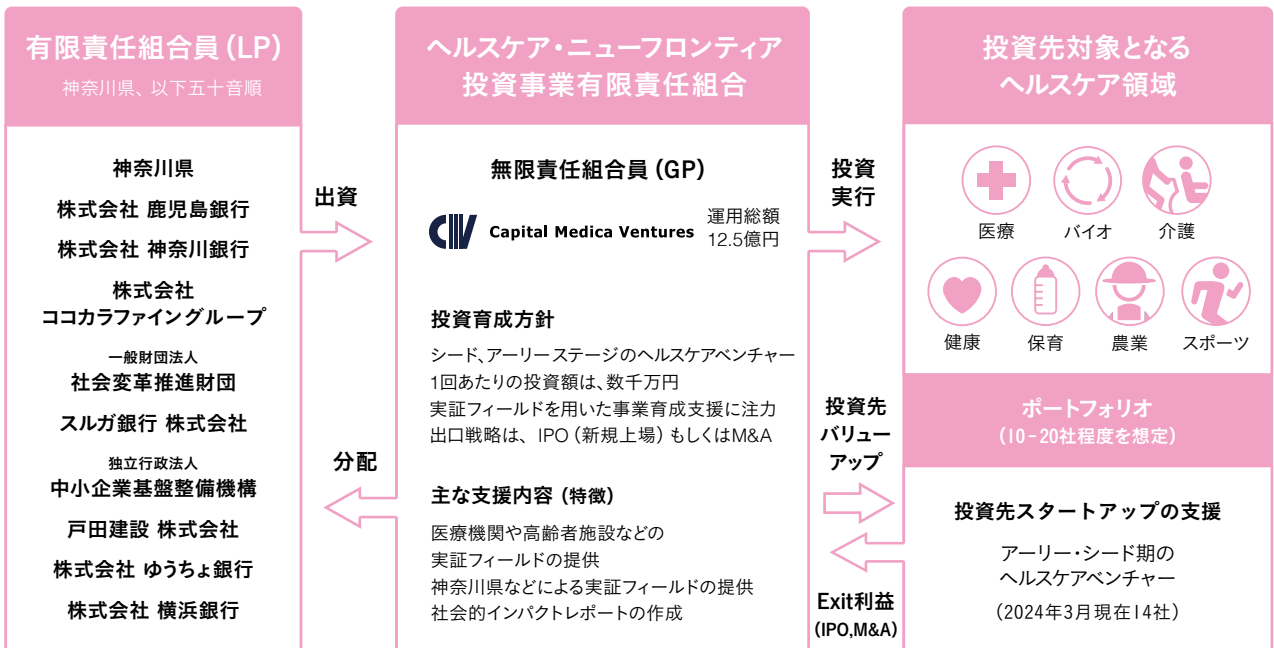 有限責任組合員(LP)
神奈川県、以下五十音順
神奈川県
株式会社 鹿児島銀行
株式会社 神奈川銀行
株式会社
ココカラファイングループ
一般財団法人
社会変革推進財団
スルガ銀行 株式会社
独立行政法人
中小企業基盤整備機構
戸田建設 株式会社
株式会社 ゆうちょ銀行
株式会社 横浜銀行
出資
分配
ヘルスケア・ニューフロンティア
投資事業有限責任組合
無限責任組合員(GP)
CMV Capital Medica Ventures
運用総額
12.5億円
投資育成方針
シード、アーリーステージのヘルスケアベンチャー
1回あたりの投資額は、数千万円
実証フィールドを用いた事業育成支援に注力
出口戦略は、IPO(新規上場)もしくはM&A
主な支援内容(特徴)
医療機関や高齢者施設などの
実証フィールドの提供
神奈川県などによる実証フィールドの提供
社会的インパクトレポートの作成
投資
実行
投資先
バリュー
アップ
Exit利益
(IPO,M&A)
投資先対象となる
ヘルスケア領域
医療 バイオ 介護
健康 保育 農業 スポーツ
ポートフォリオ
(10-20社程度を想定)
投資先スタートアップの支援
アーリー・シード期の
ヘルスケアベンチャー
(2024年3月現在14社)